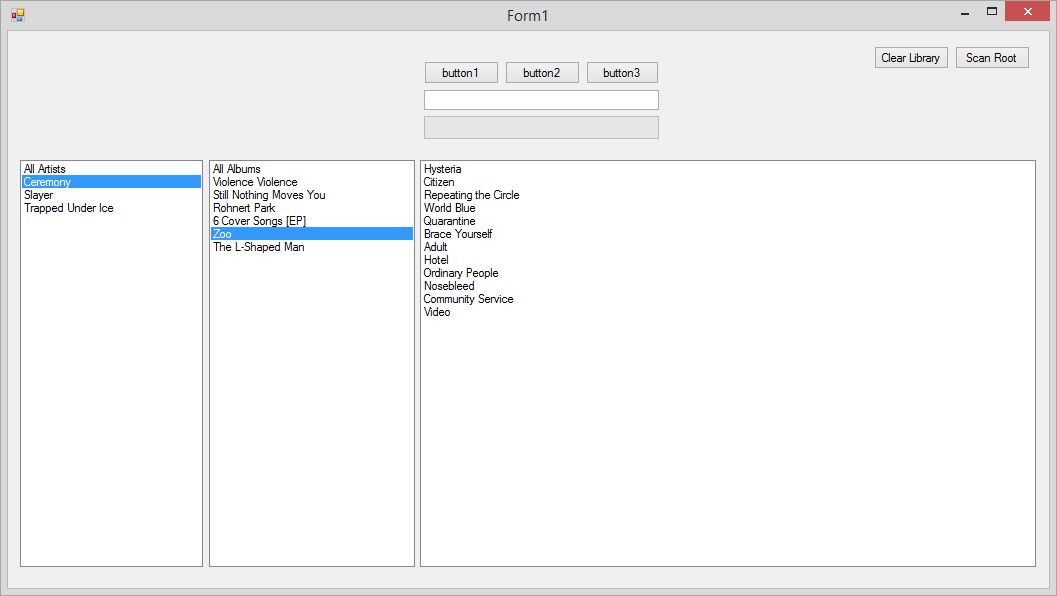 Form1
Clear Library
Scan Root
button1
button2
button3
All Artists
Ceremony
Slayer
Trapped Under Ice
All Albums
Violence Violence
Still Nothing Moves You
Rohnert Park
6 Cover Songs [EP]
Zoo
The L-Shaped Man
Hysteria
Citizen
Repeating the Circle
World Blue
Quarantine
Brace Yourself
Adult
Hotel
Ordinary People
Nosebleed
Community Service
Video